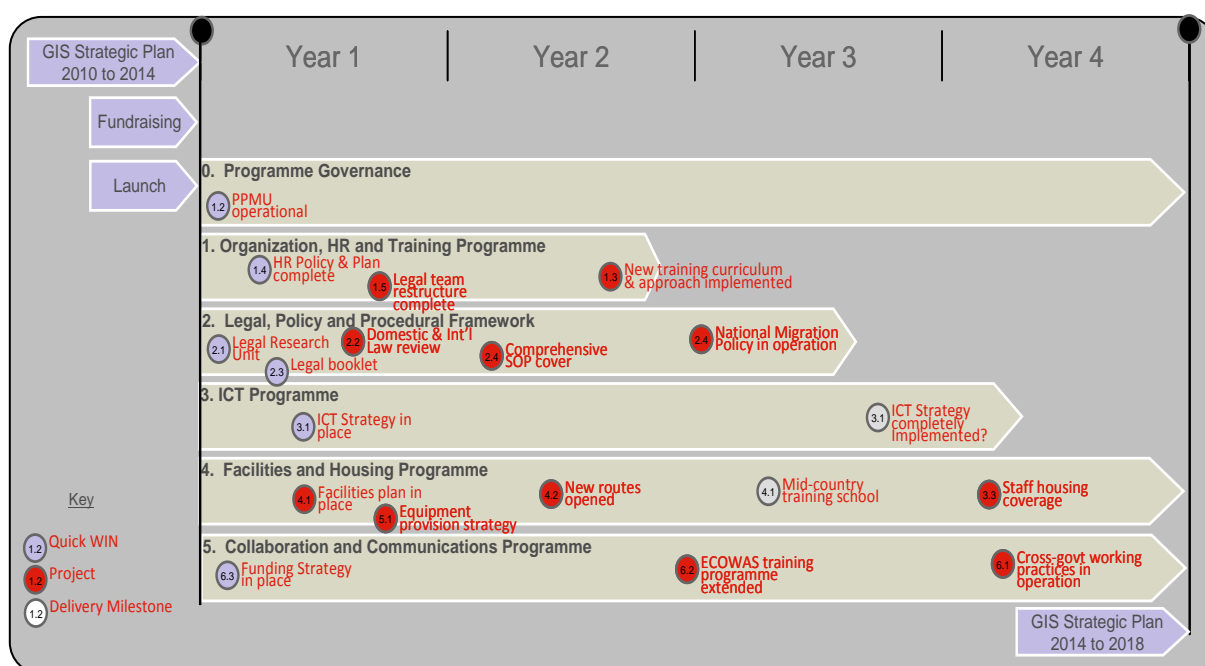 GIS Strategic Plan
2010 to 2014
Year 1
Year 2
Year 3
Year 4
Fundraising
Launch
0. Programme Governance
1.2
PPMU
operational
1. Organization, HR and Training Programme
1.4
HR Policy & Plan
complete
1.5
Legal team
restructure
complete
1.3
New training curriculum
& approach implemented
2. Legal, Policy and Procedural Framework
2.1
Legal Research
Unit
2.3
Legal booklet
2.2
Domestic & Int'l
Law review
2.4
Comprehensive
SOP cover
2.4
National Migration
Policy in operation
3. ICT Programme
3.1
ICT Strategy in
place
3.1
ICT Strategy
completely
Implemented?
4. Facilities and Housing Programme
4.1
Facilities plan in
place
5.1
Equipment
provision strategy
4.2
New routes
opened
4.1
Mid-country
training school
3.3
Staff housing
coverage
5. Collaboration and Communications Programme
6.3
Funding Strategy
in place
6.2
ECOWAS training
programme
extended
6.1
Cross-govt working
practices in
operation
Key
1.2
Quick WIN
1.2
Project
1.2
Delivery Milestone
GIS Strategic Plan
2014 to 2018